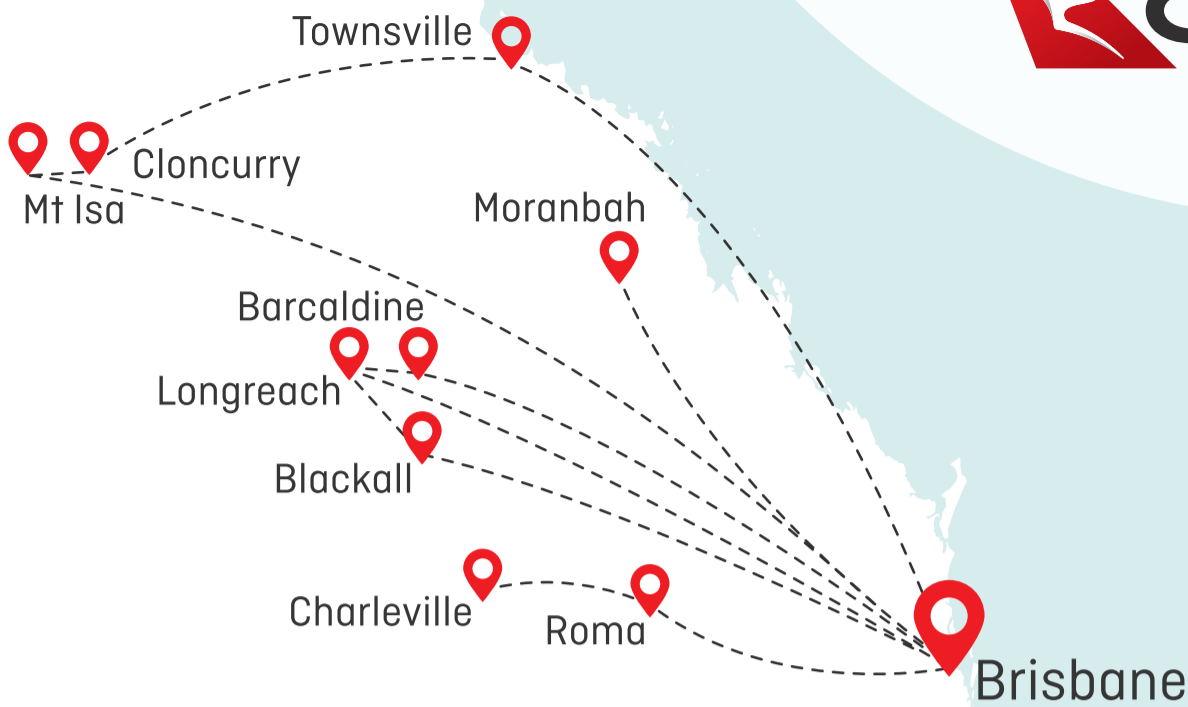 Townsville
Cloncurry
Mt Isa
Moranbah
Barcaldine
Longreach
Blackall
Charleville
Roma
Brisbane